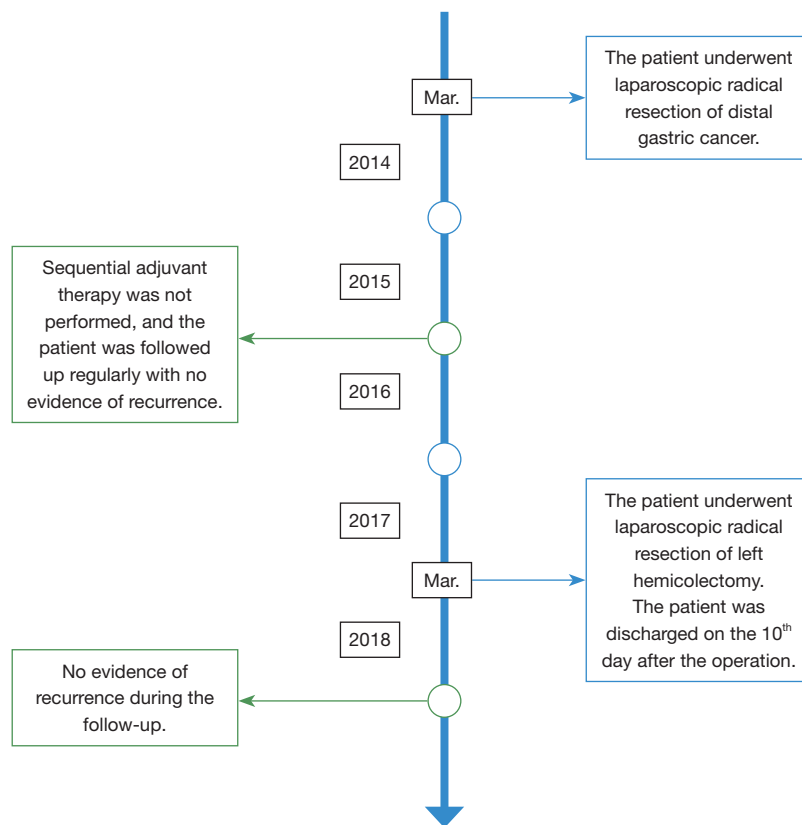 Mar.
The patient underwent
laparoscopic radical
resection of distal
gastric cancer.
2014
2015
Sequential adjuvant
therapy was not
performed, and the
patient was followed
up regularly with no
evidence of recurrence.
2016
2017
Mar.
The patient underwent
laparoscopic radical
resection of left
hemicolectomy.
The patient was
discharged on the 10th
day after the operation.
2018
No evidence of
recurrence during the
follow-up.